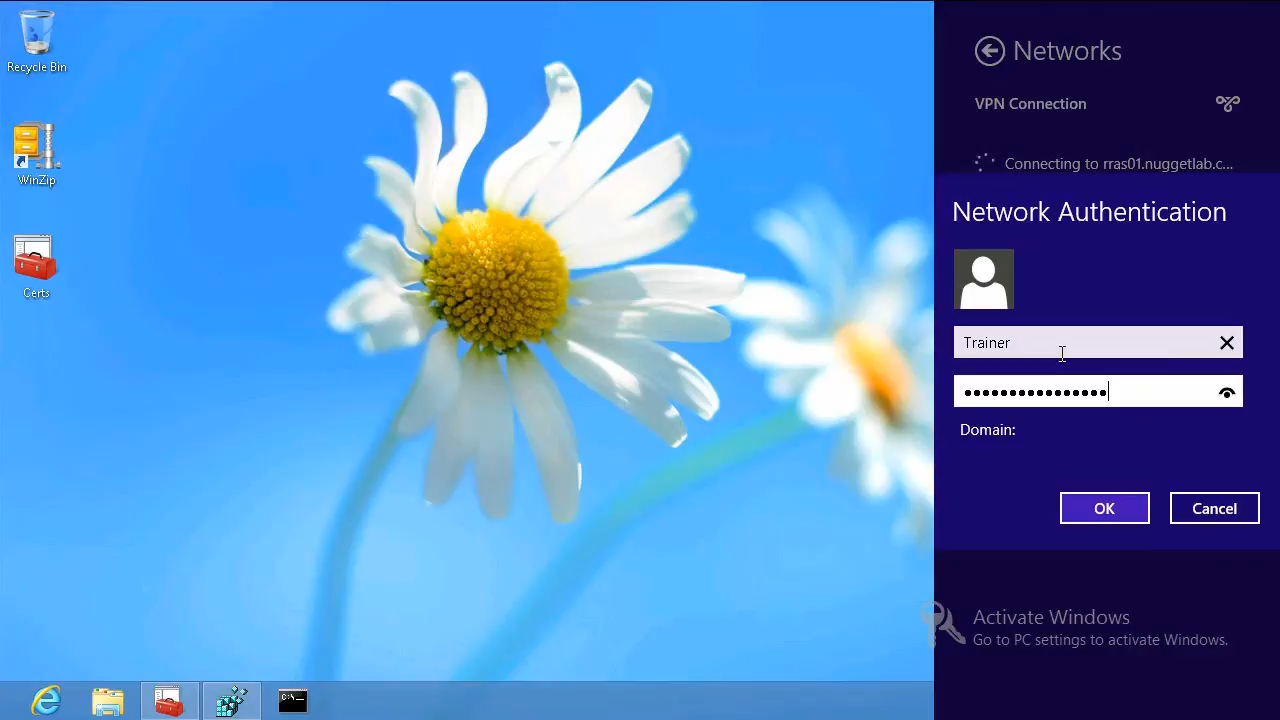 Recycle Bin
WinZip
Certs
Networks
VPN Connection
Connecting to rras01.nuggetlab.c...
Network Authentication
Trainer
Domain:
OK
Cancel
Activate Windows
Go to PC settings to activate Windows.